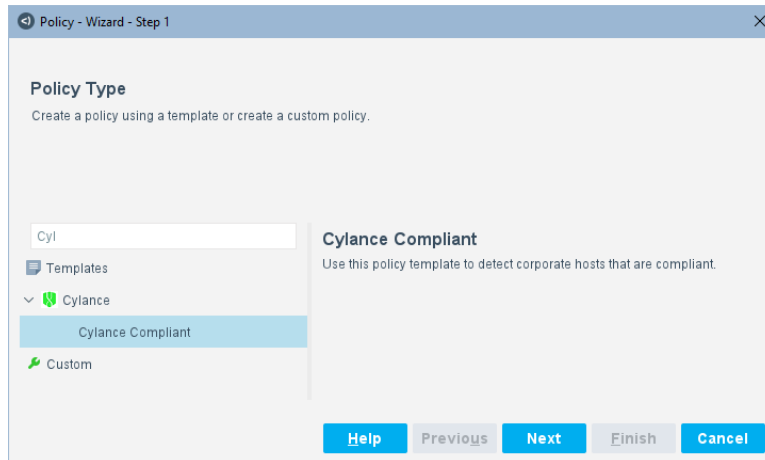 Policy - Wizard - Step 1
Policy Type
Create a policy using a template or create a custom policy.
Cyl
Templates
Cylance
Cylance Compliant
Custom
Cylance Compliant
Use this policy template to detect corporate hosts that are compliant.
Help Previous Next Finish Cancel